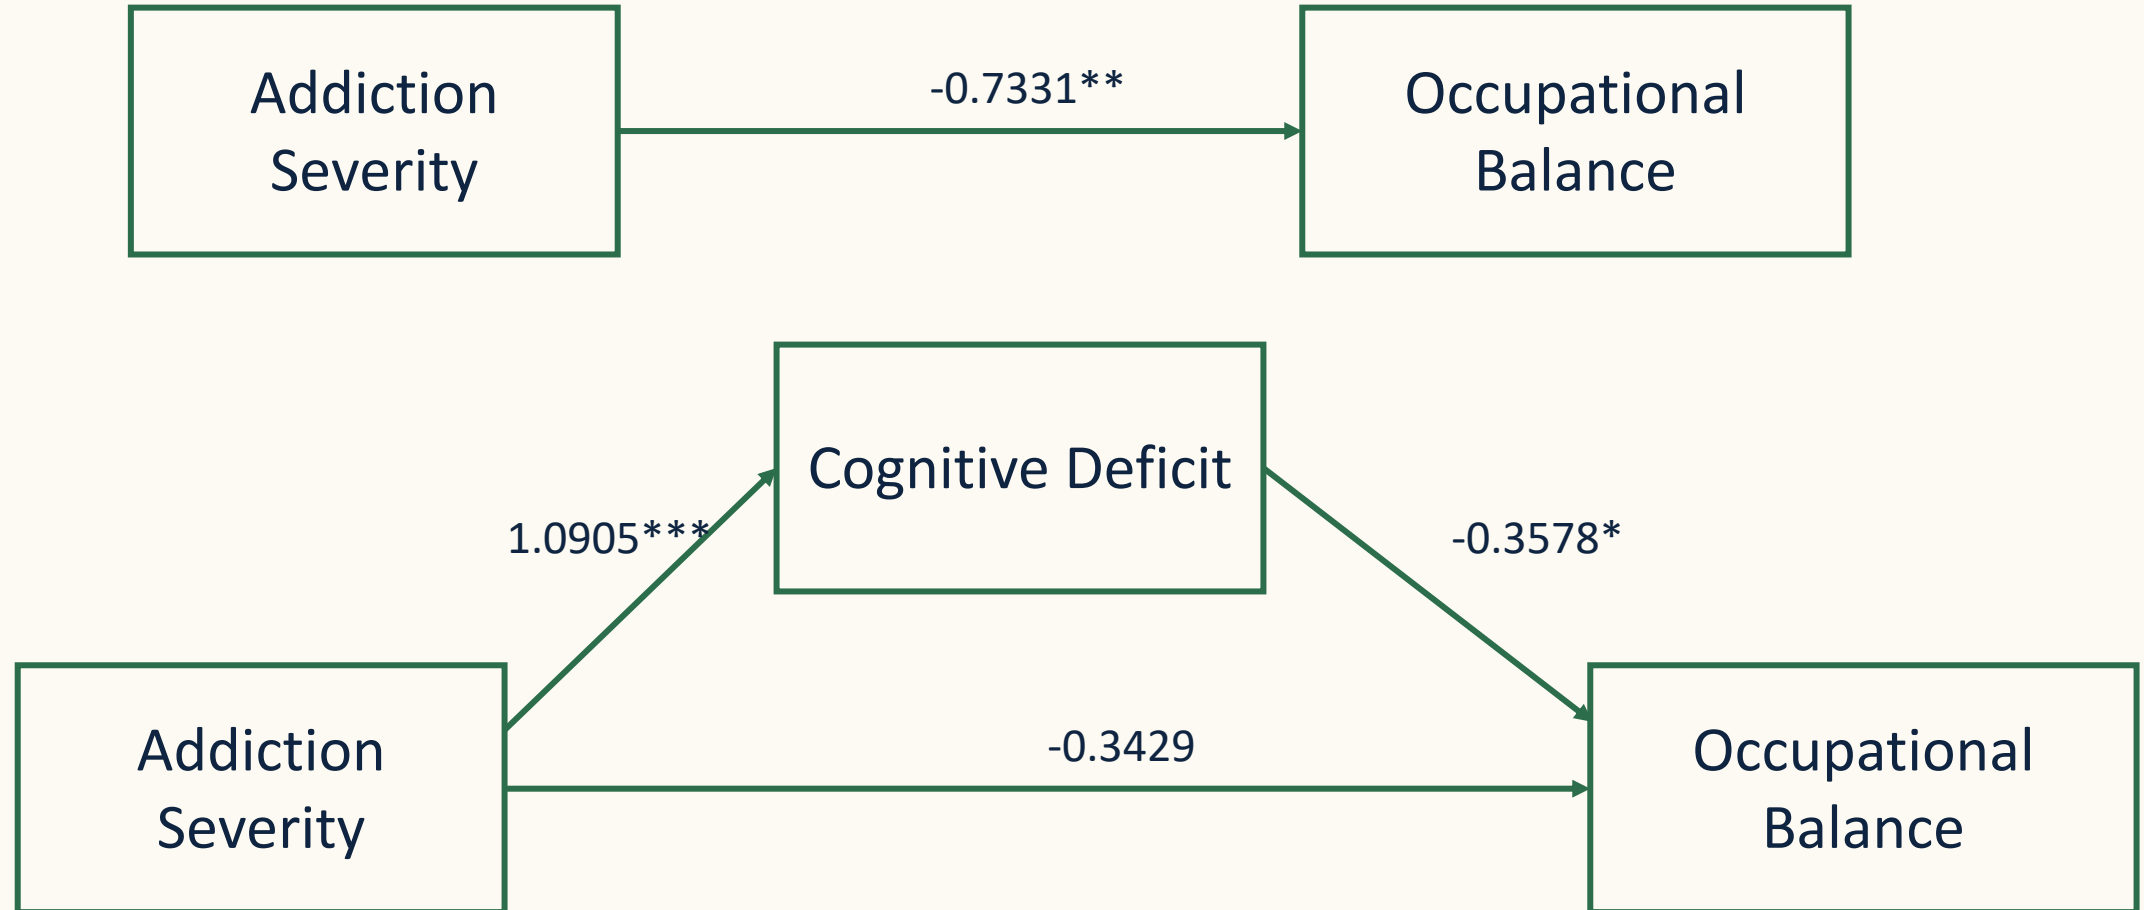 Addiction
Severity
-0.7331**
Occupational
Balance
Cognitive Deficit
1.0905***
-0.3578*
Addiction
Severity
-0.3429
Occupational
Balance